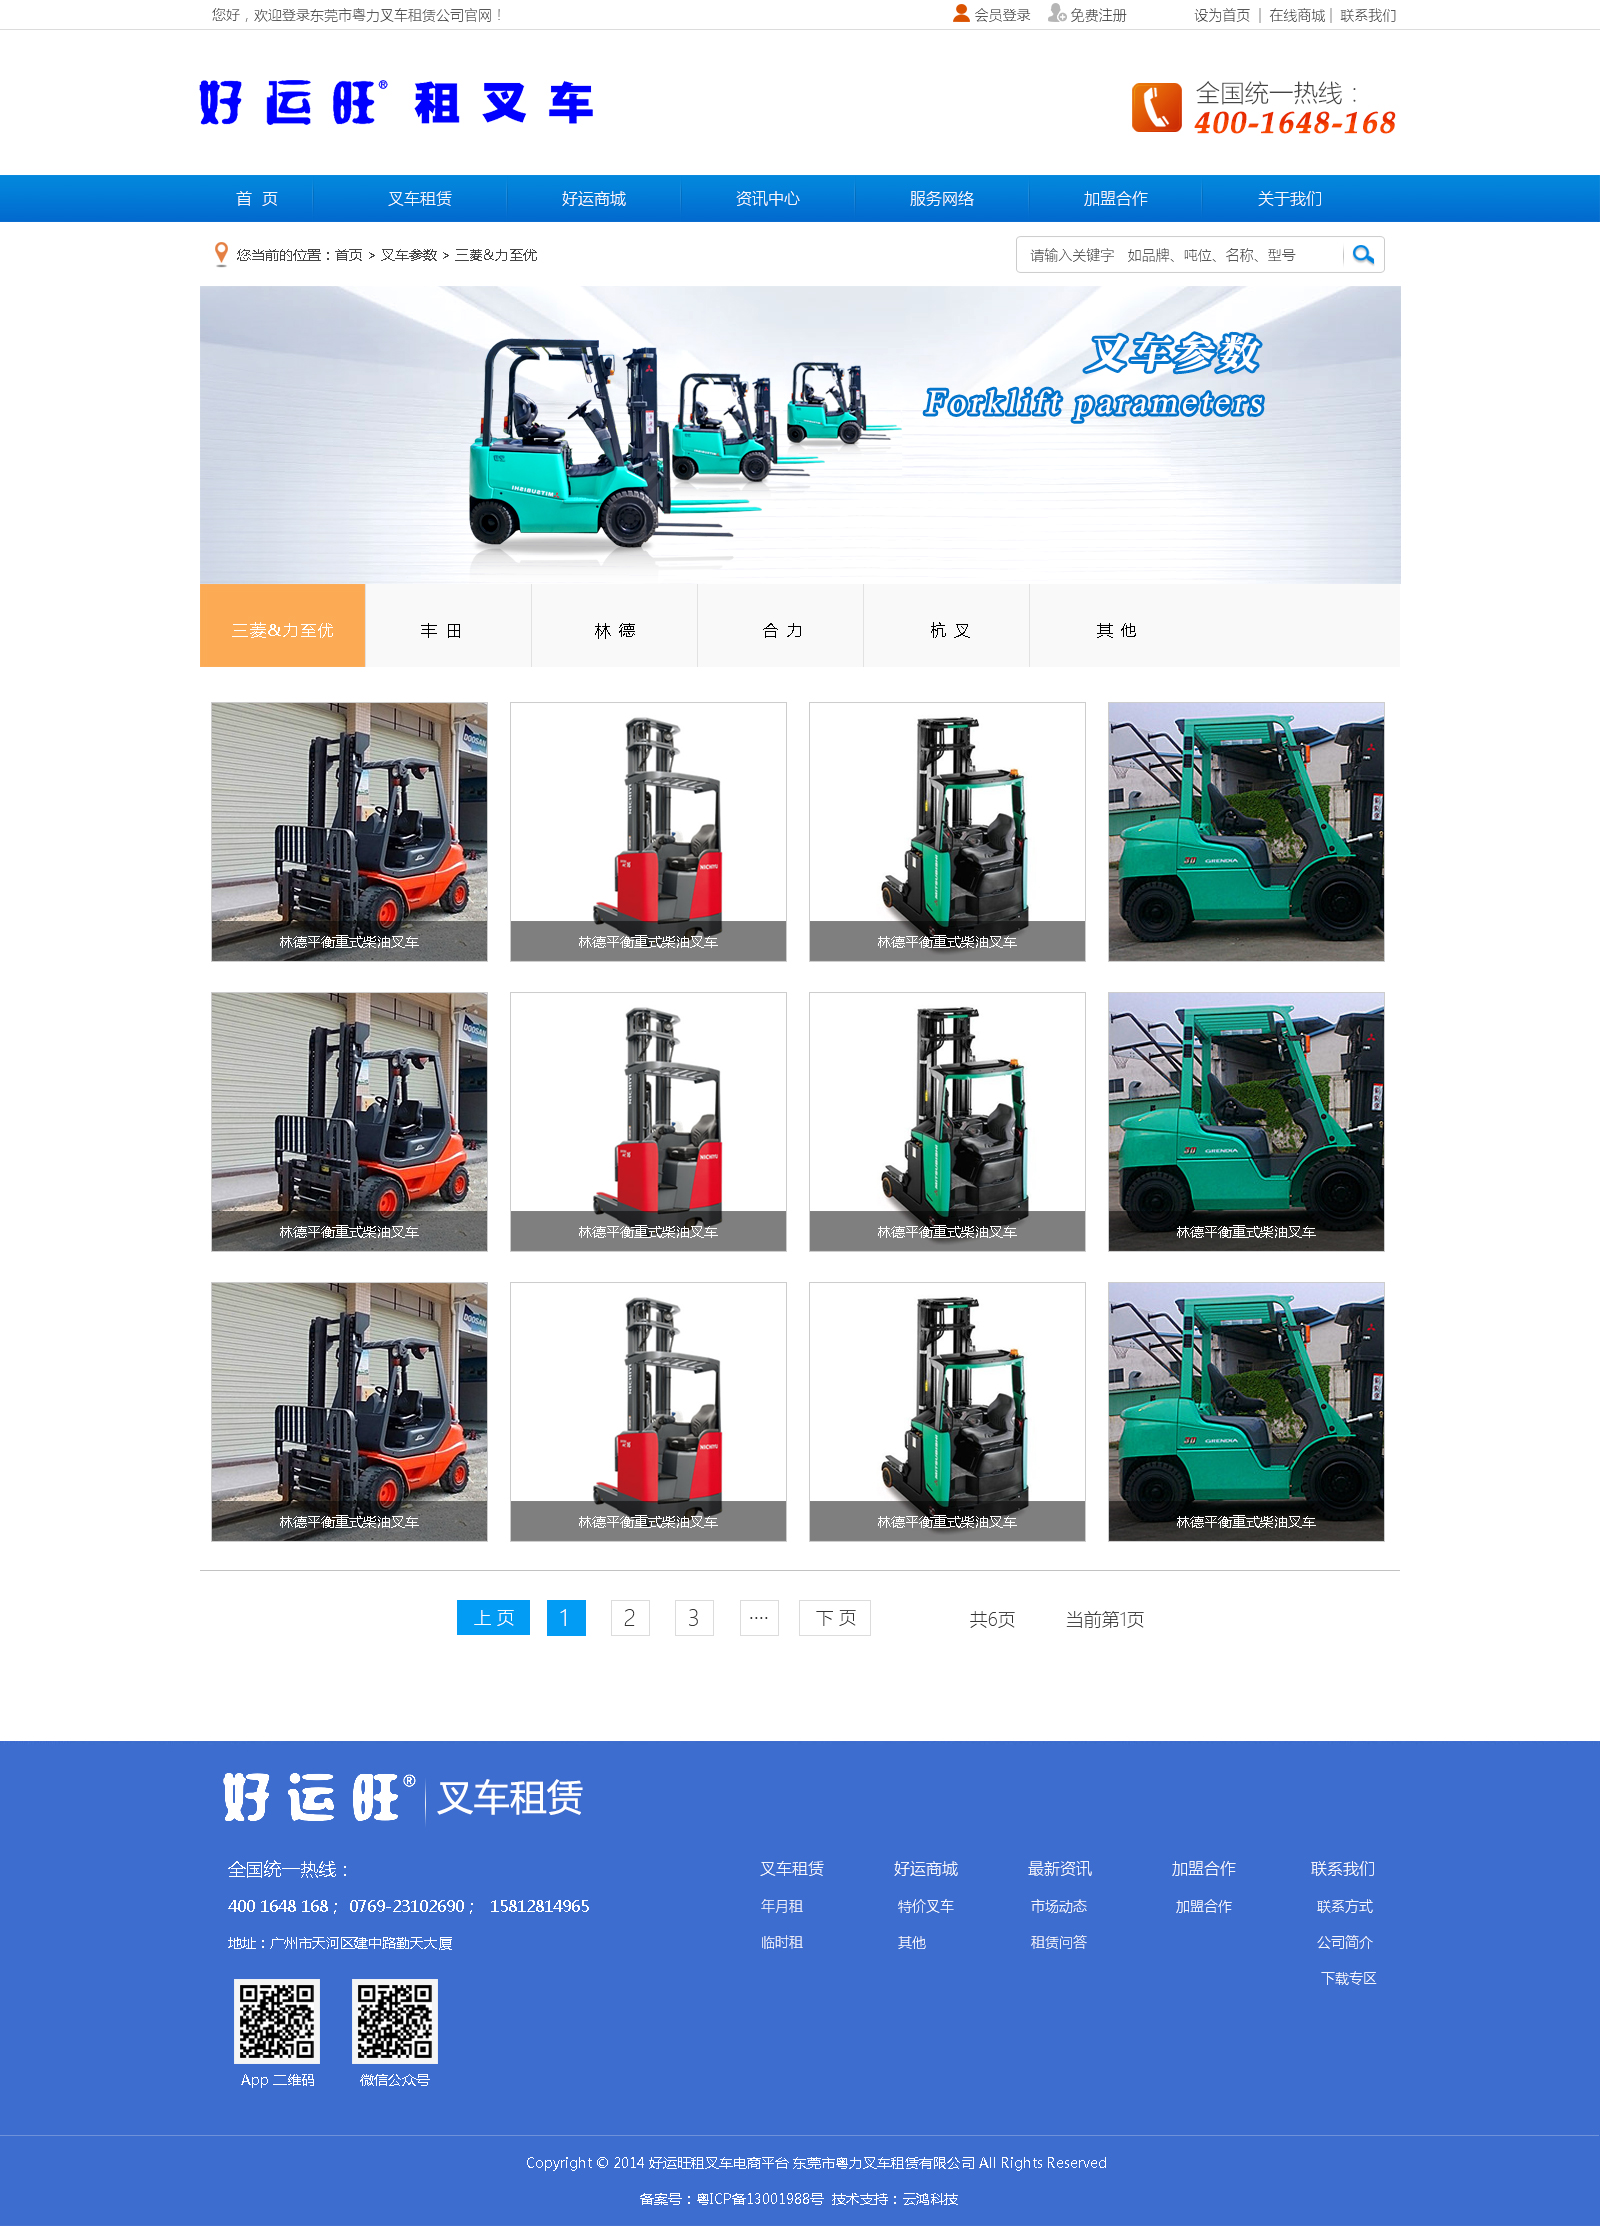 您好，欢迎登录东莞市粤力叉车租赁公司官网！
会员登录 免费注册 设为首页 | 在线商城 | 联系我们
好运旺® 租叉车
全国统一热线：
400-1648-168
首 页 叉车租赁 好运商城 资讯中心 服务网络 加盟合作 关于我们
您当前的位置：首页 > 叉车参数 > 三菱&力至优
请输入关键字 如品牌、吨位、名称、型号
叉车参数
Forklift parameters
三菱&力至优 丰 田 林 德 合 力 杭 叉 其 他
DOOSAN
NICHIYU
30 GRENDIA
林德平衡重式柴油叉车 林德平衡重式柴油叉车 林德平衡重式柴油叉车
DOOSAN
NICHIYU
30 GRENDIA
林德平衡重式柴油叉车 林德平衡重式柴油叉车 林德平衡重式柴油叉车 林德平衡重式柴油叉车
DOOSAN
NICHIYU
30 GRENDIA
林德平衡重式柴油叉车 林德平衡重式柴油叉车 林德平衡重式柴油叉车 林德平衡重式柴油叉车
上 页 1 2 3 .... 下 页 共6页 当前第1页
好运旺® 叉车租赁
全国统一热线：
400 1648 168； 0769-23102690； 15812814965
地址：广州市天河区建中路勤天大厦
App 二维码 微信公众号
叉车租赁 好运商城 最新资讯 加盟合作 联系我们
年月租 特价叉车 市场动态 加盟合作 联系方式
临时租 其他 租赁问答 公司简介
下载专区
Copyright © 2014 好运旺租叉车电商平台 东莞市粤力叉车租赁有限公司 All Rights Reserved
备案号：粤ICP备13001988号 技术支持：云鸿科技